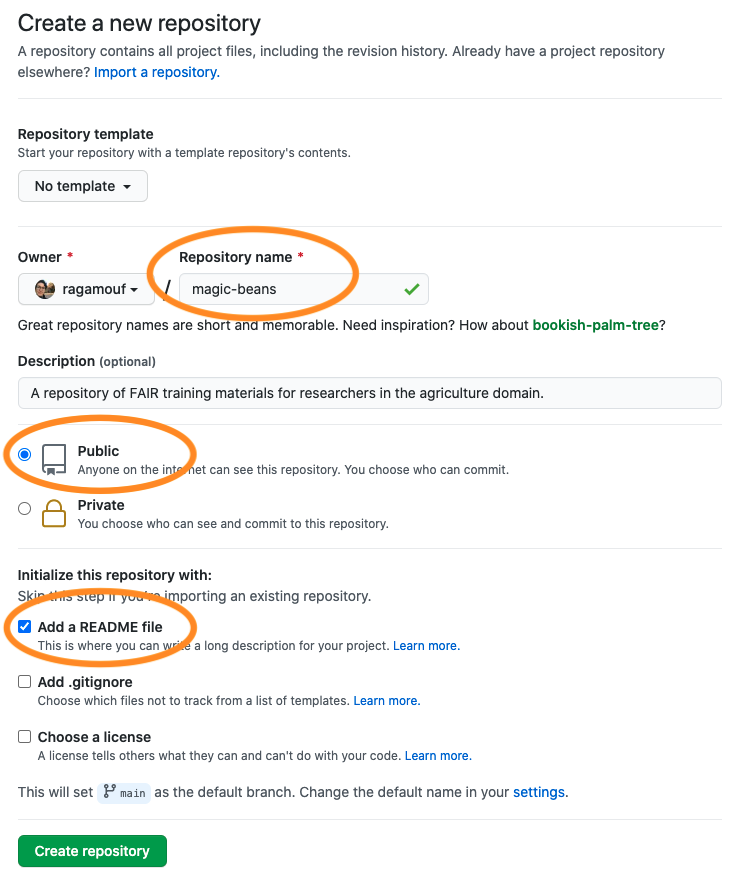 Create a new repository
A repository contains all project files, including the revision history. Already have a project repository
elsewhere? Import a repository.
Repository template
Start your repository with a template repository's contents.
No template
Owner *
Repository name *
ragamouf
/
magic-beans
Great repository names are short and memorable. Need inspiration? How about bookish-palm-tree?
Description (optional)
A repository of FAIR training materials for researchers in the agriculture domain.
Public
Anyone on the internet can see this repository. You choose who can commit.
Private
You choose who can see and commit to this repository.
Initialize this repository with:
Skip this step if you're importing an existing repository.
Add a README file
This is where you can write a long description for your project. Learn more.
Add .gitignore
Choose which files not to track from a list of templates. Learn more.
Choose a license
A license tells others what they can and can't do with your code. Learn more.
This will set main as the default branch. Change the default name in your settings.
Create repository